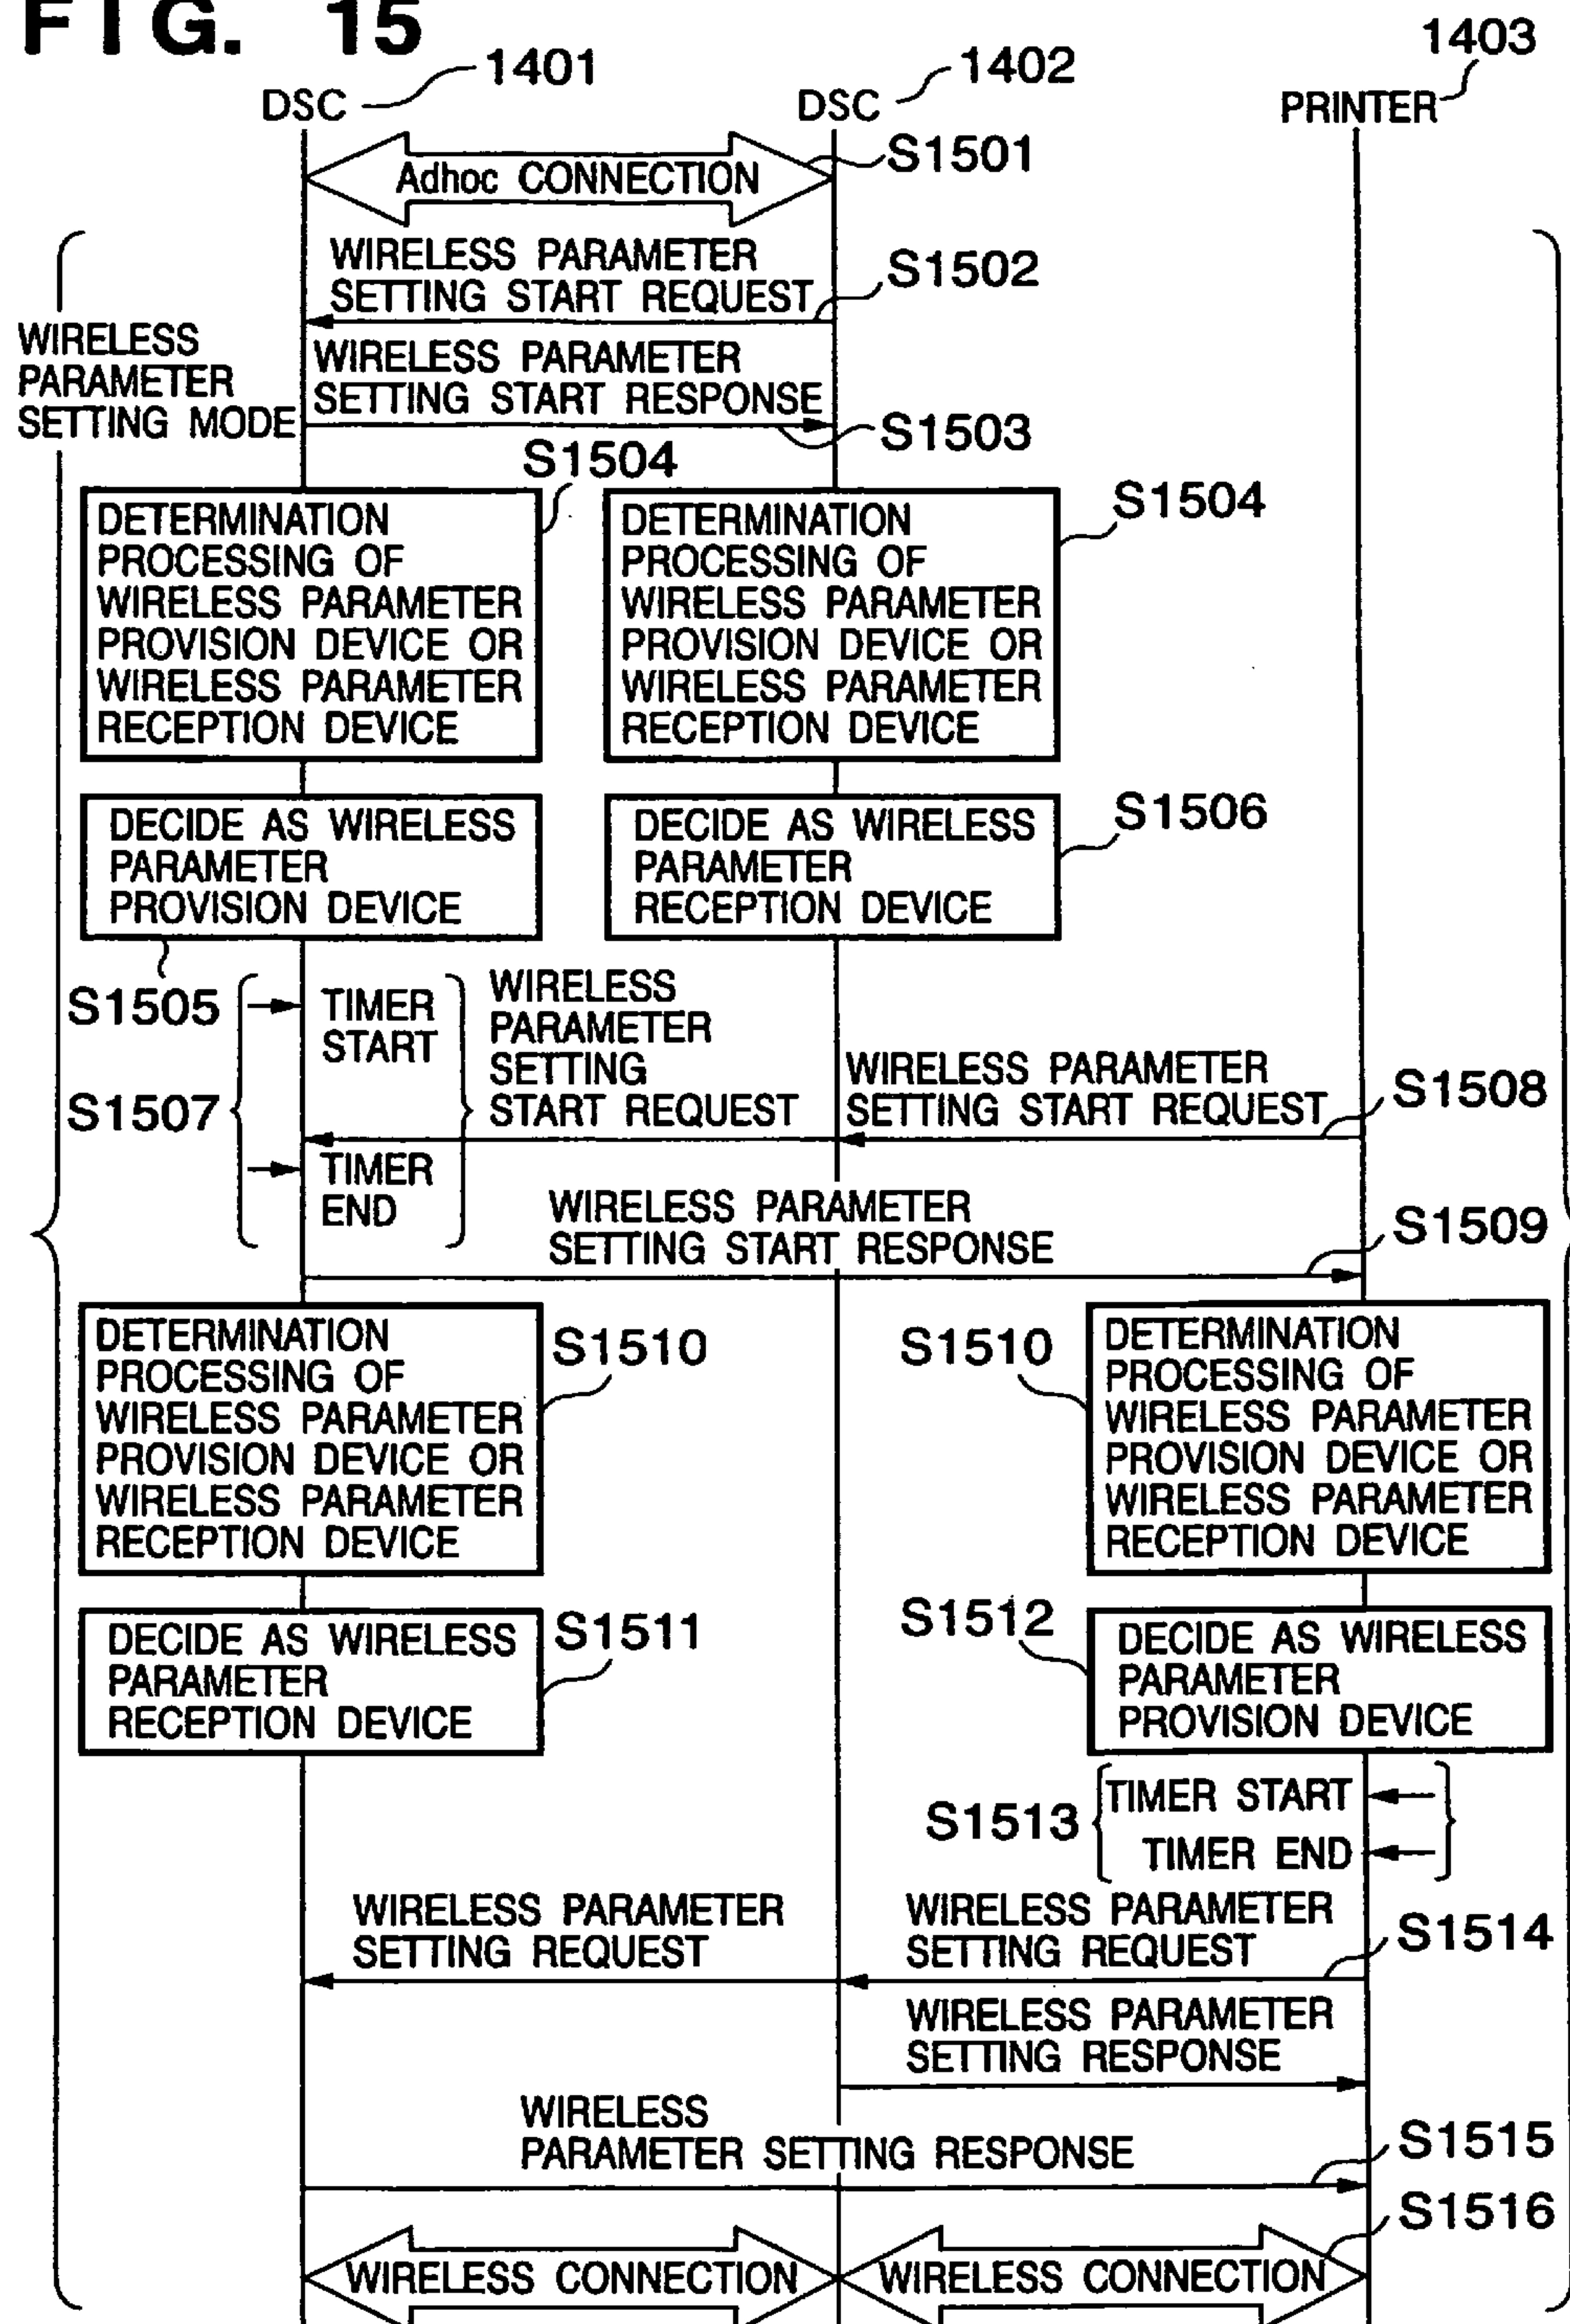 FIG. 15
1401
1402
1403
DSC
DSC
PRINTER
S1501
Adhoc CONNECTION
WIRELESS PARAMETER
SETTING START REQUEST
S1502
WIRELESS
PARAMETER
SETTING MODE
WIRELESS PARAMETER
SETTING START RESPONSE
S1503
S1504
DETERMINATION
PROCESSING OF
WIRELESS PARAMETER
PROVISION DEVICE OR
WIRELESS PARAMETER
RECEPTION DEVICE
DETERMINATION
PROCESSING OF
WIRELESS PARAMETER
PROVISION DEVICE OR
WIRELESS PARAMETER
RECEPTION DEVICE
S1504
DECIDE AS WIRELESS
PARAMETER
PROVISION DEVICE
DECIDE AS WIRELESS
PARAMETER
RECEPTION DEVICE
S1506
S1505
S1507
TIMER
START
TIMER
END
WIRELESS
PARAMETER
SETTING
START REQUEST
WIRELESS PARAMETER
SETTING START REQUEST
S1508
WIRELESS PARAMETER
SETTING START RESPONSE
S1509
DETERMINATION
PROCESSING OF
WIRELESS PARAMETER
PROVISION DEVICE OR
WIRELESS PARAMETER
RECEPTION DEVICE
S1510
S1510
DETERMINATION
PROCESSING OF
WIRELESS PARAMETER
PROVISION DEVICE OR
WIRELESS PARAMETER
RECEPTION DEVICE
DECIDE AS WIRELESS
PARAMETER
RECEPTION DEVICE
S1511
S1512
DECIDE AS WIRELESS
PARAMETER
PROVISION DEVICE
S1513
TIMER START
TIMER END
WIRELESS PARAMETER
SETTING REQUEST
WIRELESS PARAMETER
SETTING REQUEST
S1514
WIRELESS PARAMETER
SETTING RESPONSE
WIRELESS
PARAMETER SETTING RESPONSE
S1515
S1516
WIRELESS CONNECTION
WIRELESS CONNECTION